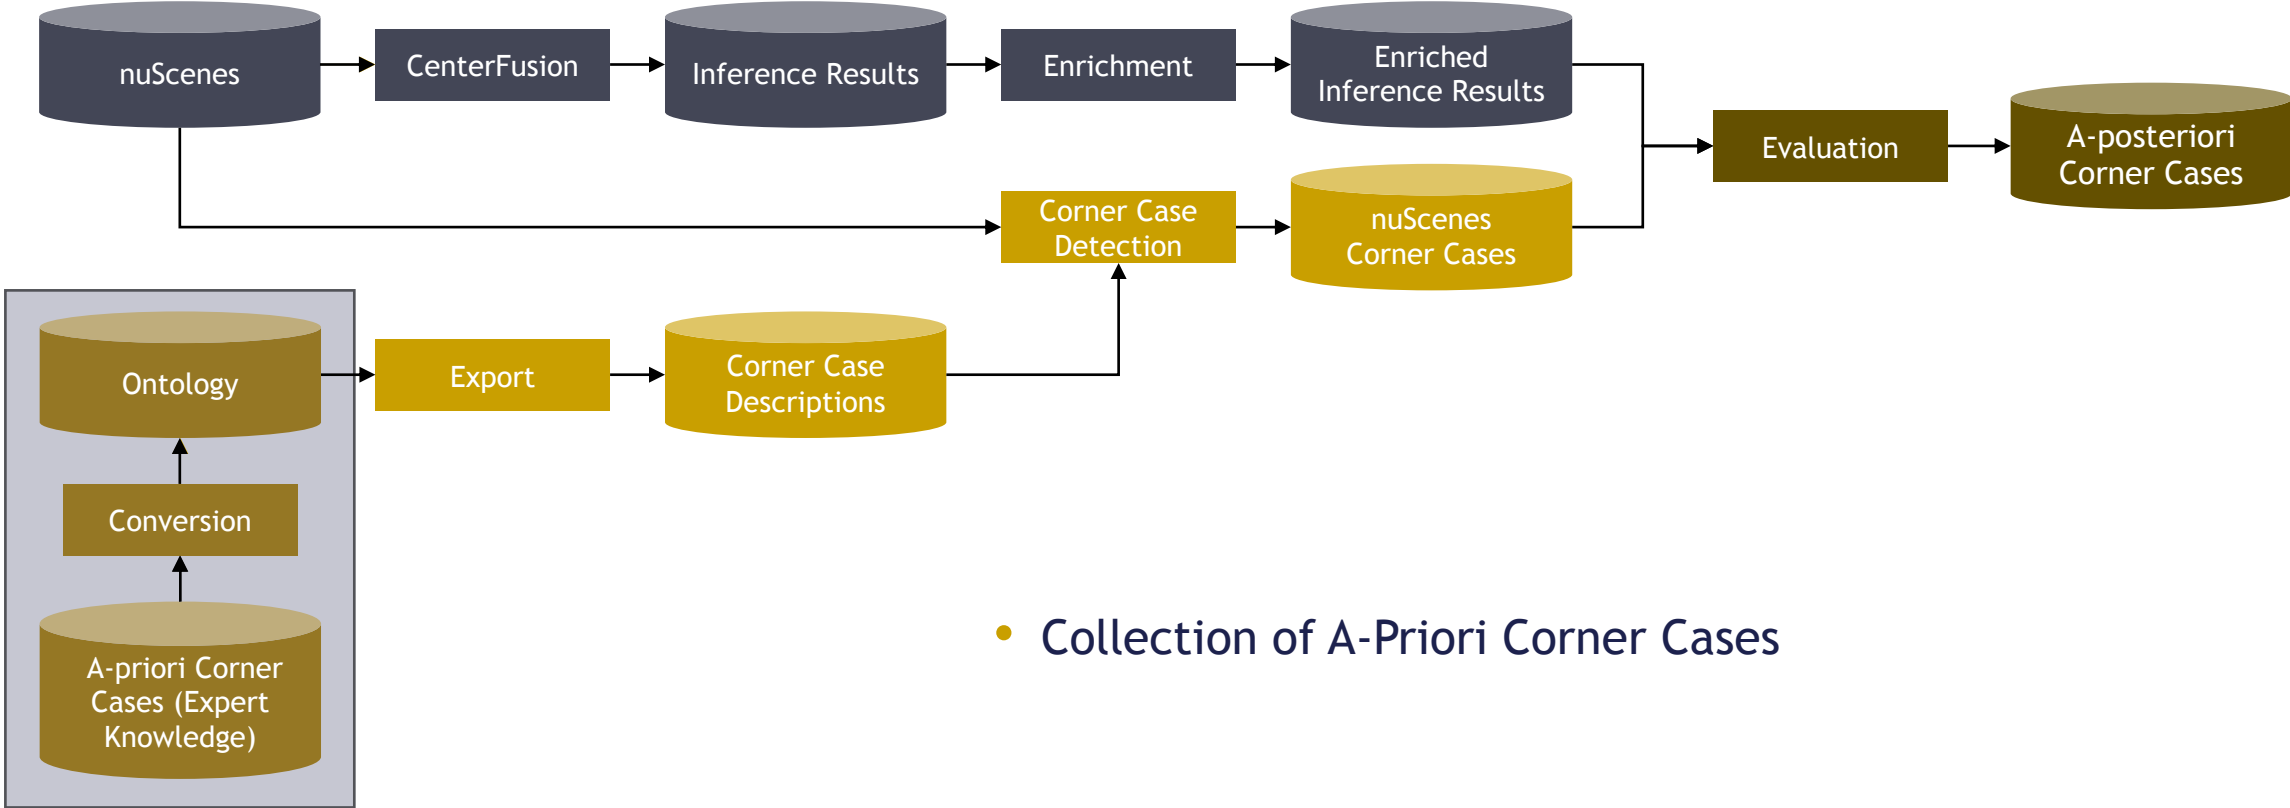 nuScenes
CenterFusion
Inference Results
Enrichment
Enriched
Inference Results
Evaluation
A-posteriori
Corner Cases
Corner Case
Detection
nuScenes
Corner Cases
Ontology
Export
Corner Case
Descriptions
Conversion
A-priori Corner
Cases (Expert
Knowledge)
• Collection of A-Priori Corner Cases